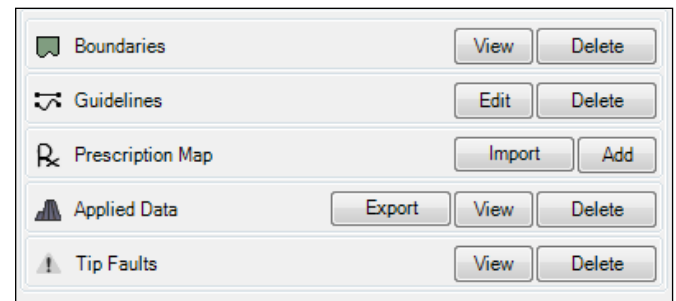 Boundaries View Delete
Guidelines Edit Delete
Rx Prescription Map Import Add
Applied Data Export View Delete
! Tip Faults View Delete